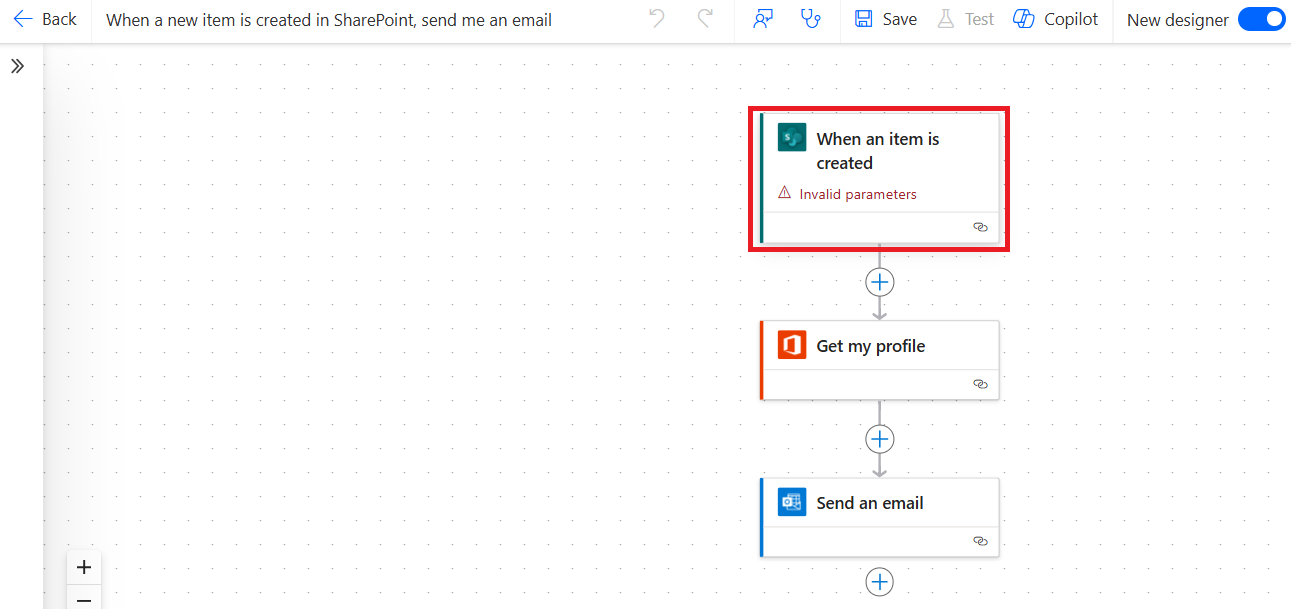 Back
When a new item is created in SharePoint, send me an email
Save
Test
Copilot
New designer
When an item is
created
Invalid parameters
Get my profile
Send an email